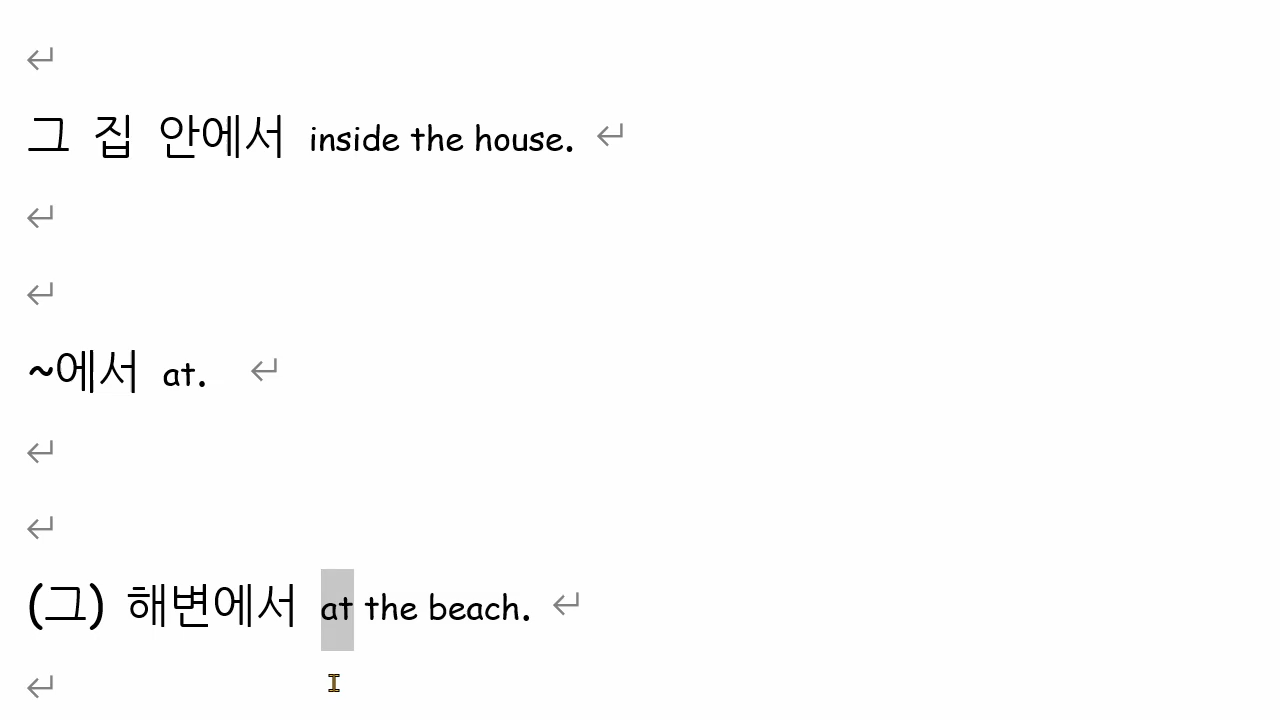 그 집 안에서 inside the house.
~에서 at.
(그) 해변에서 at the beach.